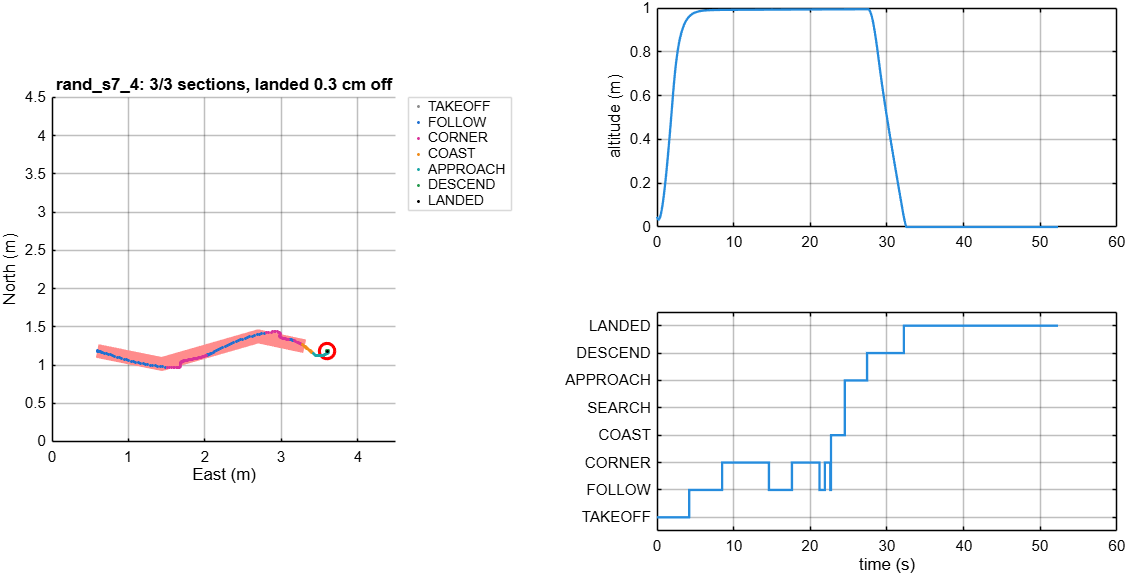 rand_s7_4: 3/3 sections, landed 0.3 cm off
4.5
4
3.5
3
2.5
2
1.5
1
0.5
0
0
1
2
3
4
North (m)
East (m)
TAKEOFF
FOLLOW
CORNER
COAST
APPROACH
DESCEND
LANDED
1
0.8
0.6
0.4
0.2
0
altitude (m)
0
10
20
30
40
50
60
LANDED
DESCEND
APPROACH
SEARCH
COAST
CORNER
FOLLOW
TAKEOFF
0
10
20
30
40
50
60
time (s)